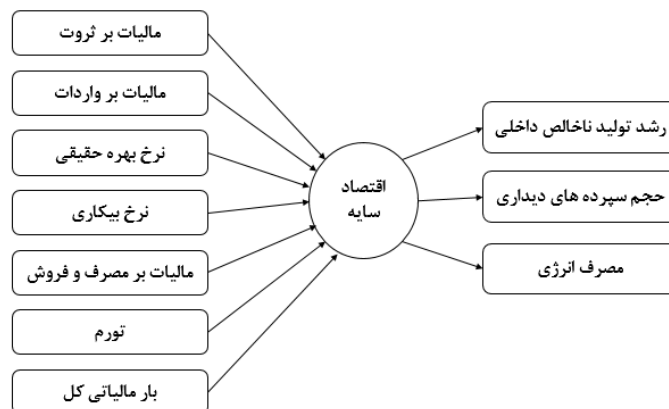 مالیات بر ثروت
مالیات بر واردات
نرخ بهره حقیقی
نرخ بیکاری
مالیات بر مصرف و فروش
تورم
بار مالیاتی کل
اقتصاد
سایه
رشد تولید ناخالص داخلی
حجم سپرده های دیداری
مصرف انرژی